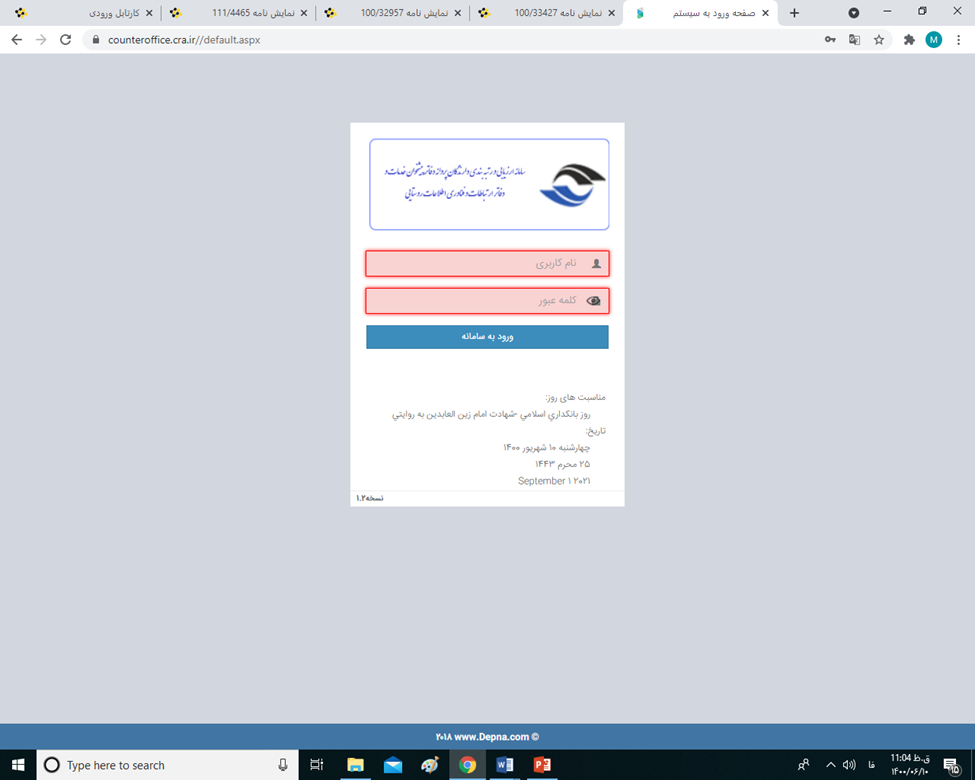 کارتابل ورودی
نمایش نامه 111/4465
نمایش نامه 100/32957
نمایش نامه 100/33427
صفحه ورود به سیستم
counteroffice.cra.ir//default.aspx
M
سامانه ارزیابی و رتبه بندی دارندگان پروانه دفاتر پیشخوان خدمات و
دفاتر ارتباطات و فناوری اطلاعات روستایی
نام کاربری
کلمه عبور
ورود به سامانه
مناسبت های روز:
روز بانكداري اسلامي -شهادت امام زين العابدين به روايتي
تاریخ:
چهارشنبه ۱۰ شهریور ۱۴۰۰
۲۵ محرم ۱۴۴۳
September ۱ ۲۰۲۱
نسخه۱.۲
۲۰۱۸ www.Depna.com ©
Type here to search
فا
11:04 ق.ظ
۱۴۰۰/۰۶/۱۰
۱۵